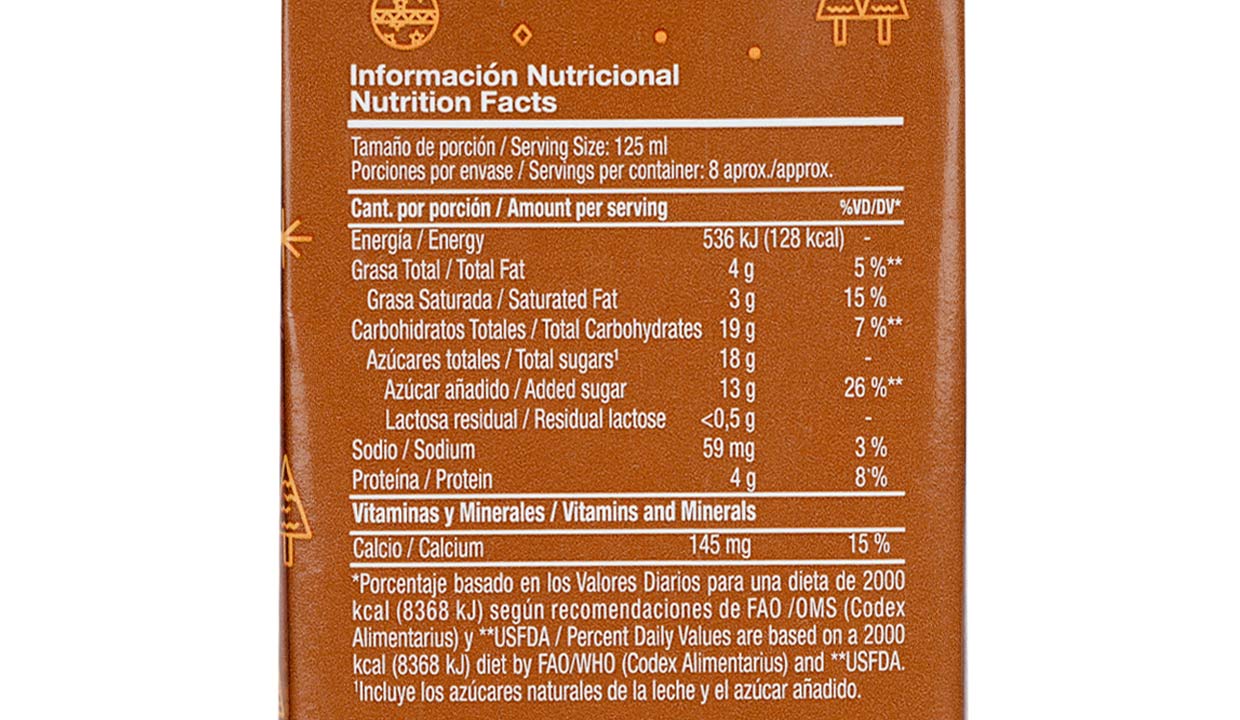 Información Nutricional
Nutrition Facts
Tamaño de porción / Serving Size: 125 ml
Porciones por envase / Servings per container: 8 aprox./approx.
Cant. por porción / Amount per serving %VD/DV*
Energía / Energy 536 kJ (128 kcal) -
Grasa Total / Total Fat 4 g 5 %**
Grasa Saturada / Saturated Fat 3 g 15 %
Carbohidratos Totales / Total Carbohydrates 19 g 7 %**
Azúcares totales / Total sugars¹ 18 g -
Azúcar añadido / Added sugar 13 g 26 %**
Lactosa residual / Residual lactose <0,5 g -
Sodio / Sodium 59 mg 3 %
Proteína / Protein 4 g 8 %
Vitaminas y Minerales / Vitamins and Minerals
Calcio / Calcium 145 mg 15 %
*Porcentaje basado en los Valores Diarios para una dieta de 2000
kcal (8368 kJ) según recomendaciones de FAO /OMS (Codex
Alimentarius) y **USFDA / Percent Daily Values are based on a 2000
kcal (8368 kJ) diet by FAO/WHO (Codex Alimentarius) and **USFDA.
¹Incluye los azúcares naturales de la leche y el azúcar añadido.